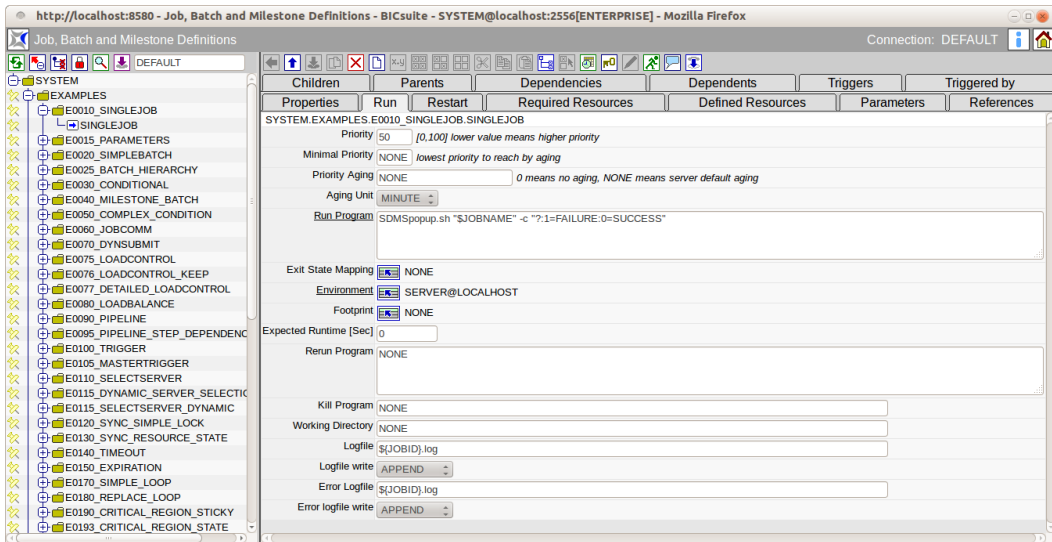 http://localhost:8580 - Job, Batch and Milestone Definitions - BICsuite - SYSTEM@localhost:2556[ENTERPRISE] - Mozilla Firefox
Job, Batch and Milestone Definitions
Connection: DEFAULT
DEFAULT
SYSTEM
EXAMPLES
E0010_SINGLEJOB
SINGLEJOB
E0015_PARAMETERS
E0020_SIMPLEBATCH
E0025_BATCH_HIERARCHY
E0030_CONDITIONAL
E0040_MILESTONE_BATCH
E0050_COMPLEX_CONDITION
E0060_JOBCOMM
E0070_DYNSUBMIT
E0075_LOADCONTROL
E0076_LOADCONTROL_KEEP
E0077_DETAILED_LOADCONTROL
E0080_LOADBALANCE
E0090_PIPELINE
E0095_PIPELINE_STEP_DEPENDENC
E0100_TRIGGER
E0105_MASTERTRIGGER
E0110_SELECTSERVER
E0115_DYNAMIC_SERVER_SELECTIO
E0115_SELECTSERVER_DYNAMIC
E0120_SYNC_SIMPLE_LOCK
E0130_SYNC_RESOURCE_STATE
E0140_TIMEOUT
E0150_EXPIRATION
E0170_SIMPLE_LOOP
E0180_REPLACE_LOOP
E0190_CRITICAL_REGION_STICKY
E0193_CRITICAL_REGION_STATE
x.y
Children Parents Dependencies Dependents Triggers Triggered by
Properties Run Restart Required Resources Defined Resources Parameters References
SYSTEM.EXAMPLES.E0010_SINGLEJOB.SINGLEJOB
Priority 50 [0,100] lower value means higher priority
Minimal Priority NONE lowest priority to reach by aging
Priority Aging NONE 0 means no aging, NONE means server default aging
Aging Unit MINUTE
Run Program SDMSpopup.sh "$JOBNAME" -c "?:1=FAILURE:0=SUCCESS"
Exit State Mapping NONE
Environment SERVER@LOCALHOST
Footprint NONE
Expected Runtime [Sec] 0
Rerun Program NONE
Kill Program NONE
Working Directory NONE
Logfile ${JOBID}.log
Logfile write APPEND
Error Logfile ${JOBID}.log
Error logfile write APPEND